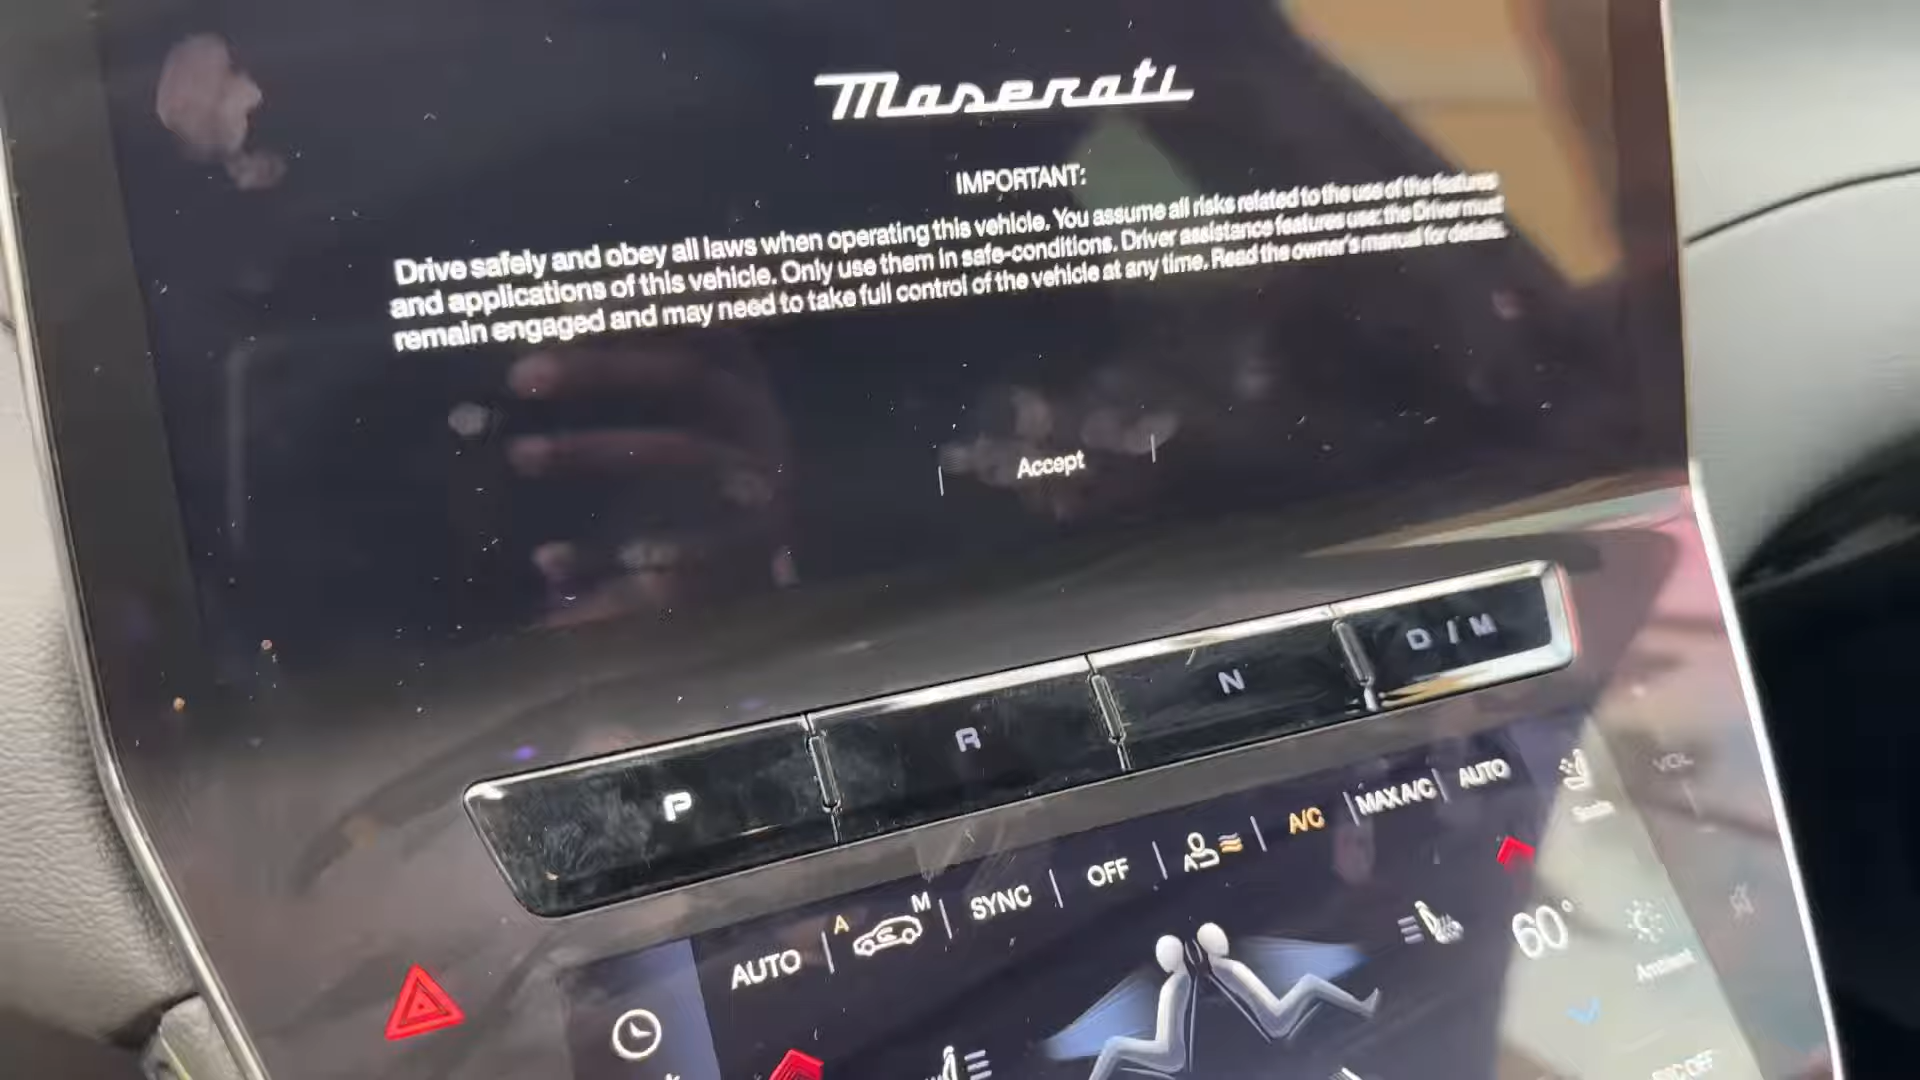 Maserati
IMPORTANT:
Drive safely and obey all laws when operating this vehicle. You assume all risks related to the use of the features
and applications of this vehicle. Only use them in safe-conditions. Driver assistance features use: the Driver must
remain engaged and may need to take full control of the vehicle at any time. Read the owner's manual for details.
Accept
P
R
N
D / M
AUTO
A
M
SYNC
OFF
A/C
MAX A/C
AUTO
Seats
VOL
60°
Ambient
ESC OFF